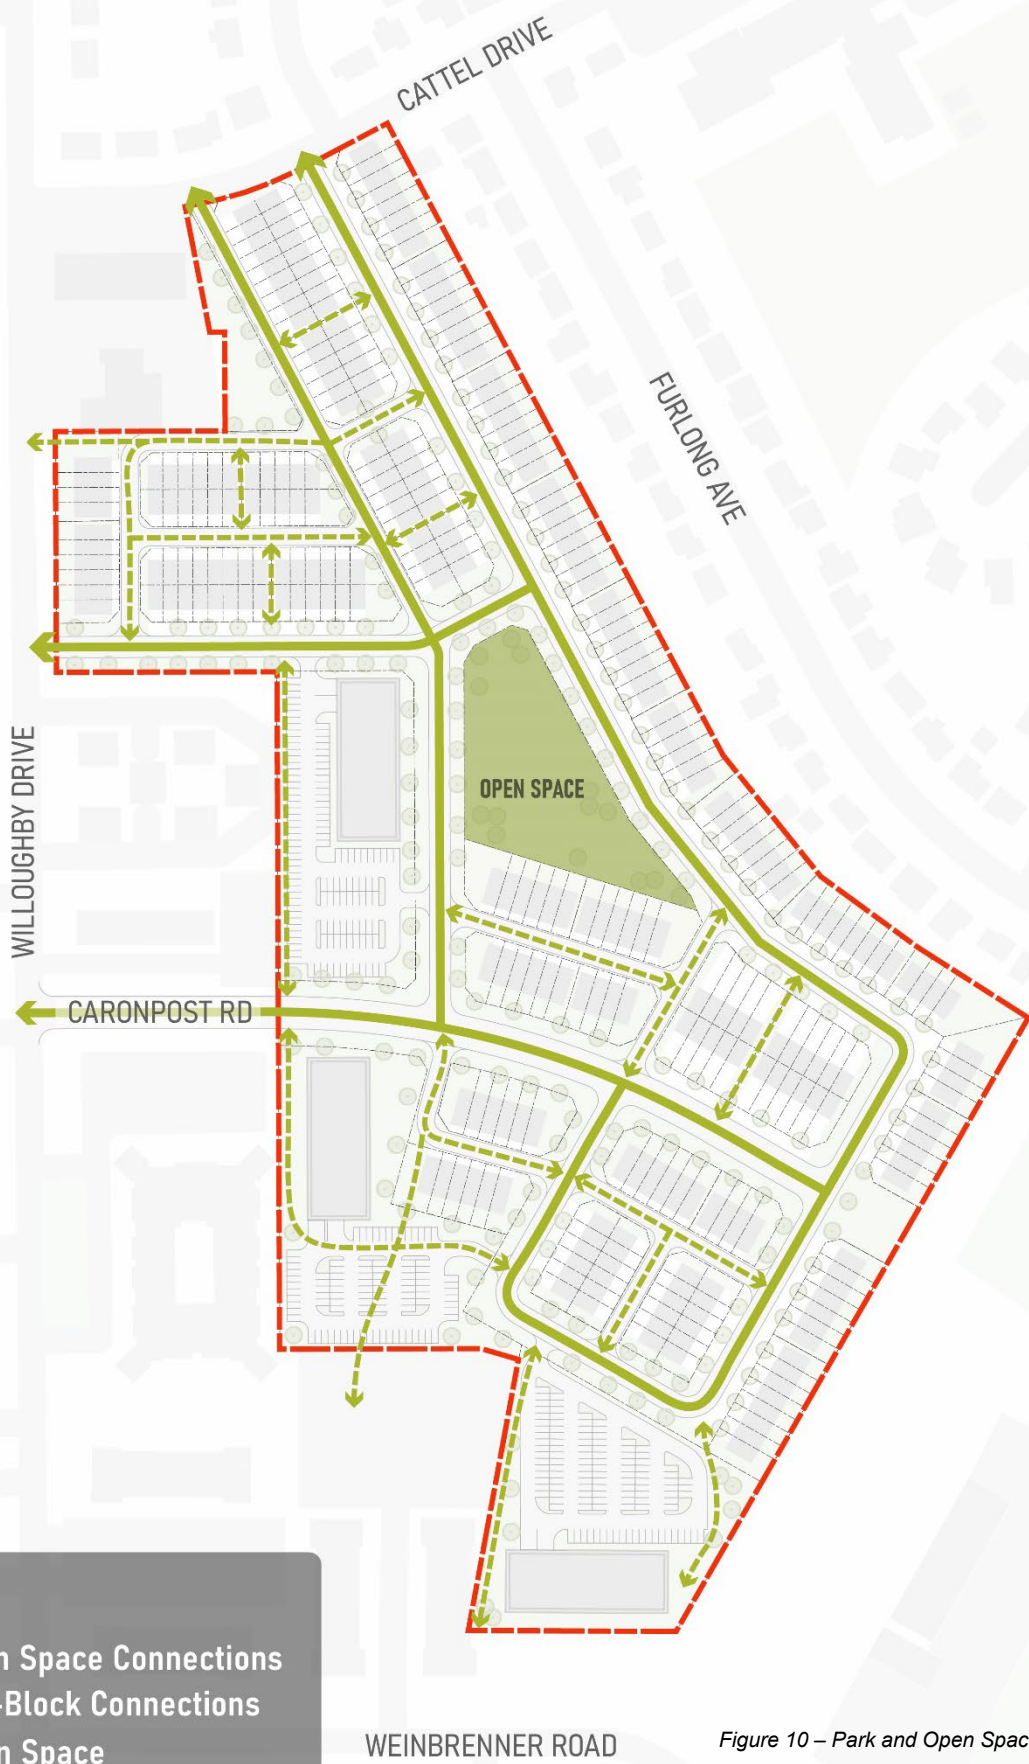 CATTEL DRIVE
FURLONG AVE
OPEN SPACE
WILLOUGHBY DRIVE
CARONPOST RD
Space Connections
-Block Connections
Space
WEINBRENNER ROAD
Figure 10 – Park and Open